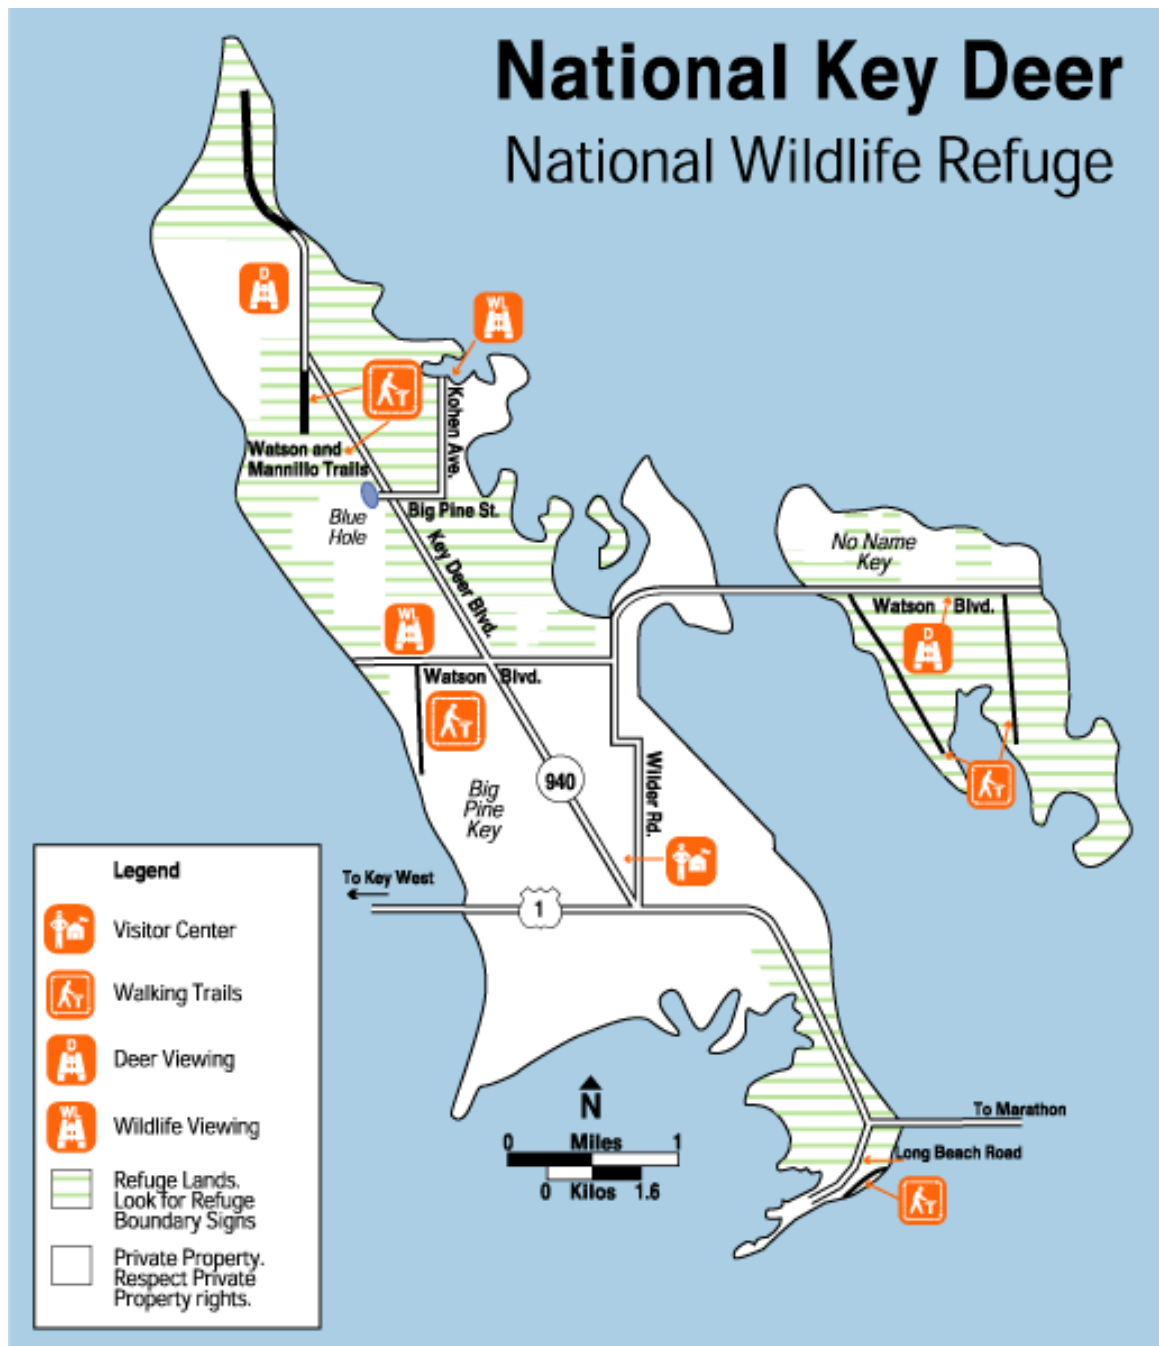 National Key Deer
National Wildlife Refuge
D
WL
Kohen Ave.
Watson and
Mannillo Trails
Blue
Hole
Big Pine St.
Key Deer Blvd.
No Name
Key
Watson Blvd.
D
WL
Watson Blvd.
940
Wilder Rd.
Big
Pine
Key
To Key West
1
Legend
Visitor Center
Walking Trails
D
Deer Viewing
WL
Wildlife Viewing
Refuge Lands.
Look for Refuge
Boundary Signs
Private Property.
Respect Private
Property rights.
N
0 Miles 1
0 Kilos 1.6
To Marathon
Long Beach Road